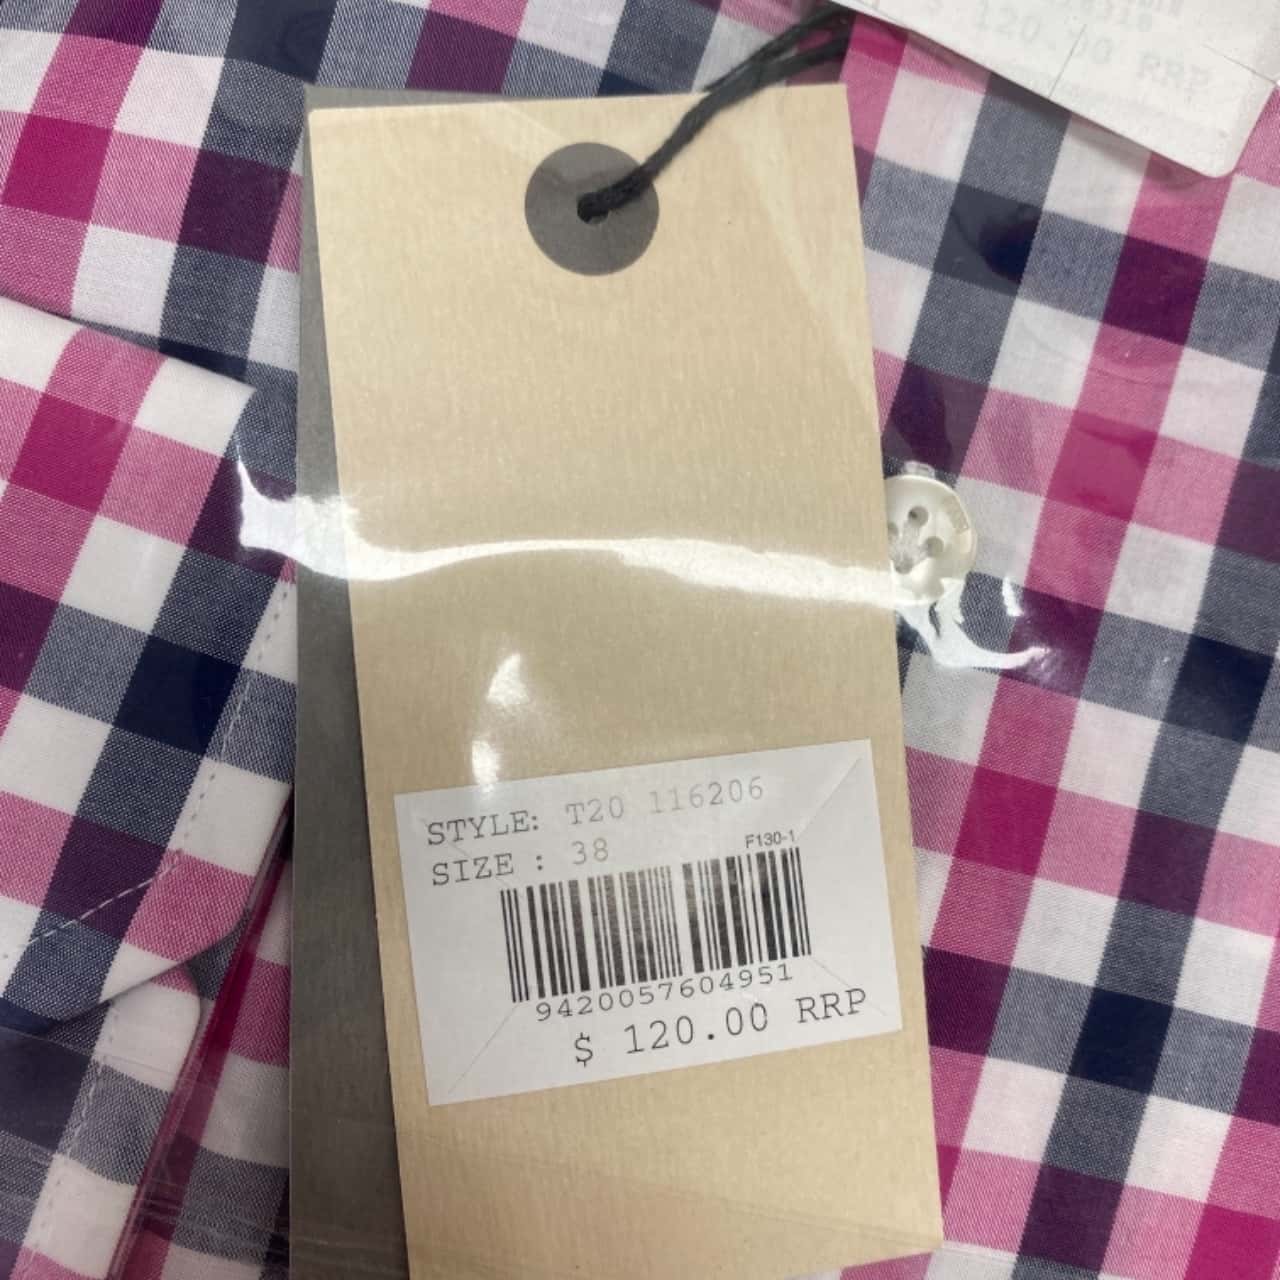 $ 120.00 RRP
STYLE: T20 116206
SIZE : 38
F130-1
9420057604951
$ 120.00 RRP